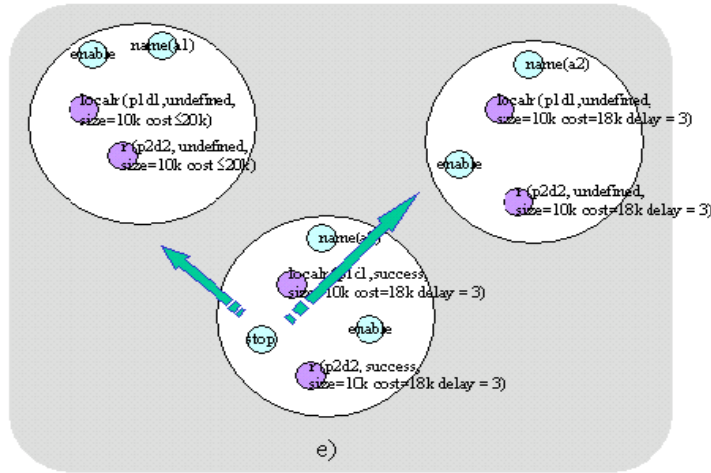 enable
name(a1)
localr (p1d1,undefined,
size=10k cost≤20k)
r (p2d2, undefined,
size=10k cost ≤20k)
name(a2)
localr (p1d1,undefined,
size=10k cost=18k delay = 3)
enable
r (p2d2, undefined,
size=10k cost=18k delay = 3)
localr (p1d1,success,
size=10k cost=18k delay = 3)
enable
stop
r (p2d2, success,
size=10k cost=18k delay = 3)
e)